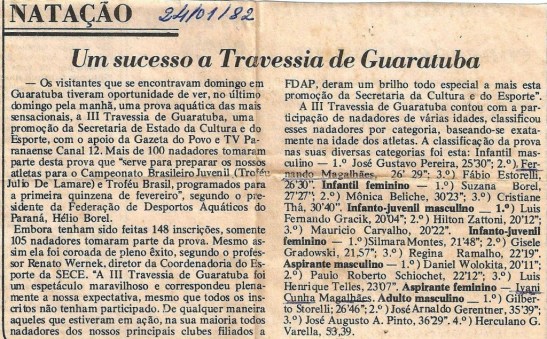 NATAÇÃO
24/01/82
Um sucesso a Travessia de Guaratuba
— Os visitantes que se encontravam domingo em
Guaratuba tiveram oportunidade de ver, no último
domingo pela manhã, uma prova aquática das mais
sensacionais, a III Travessia de Guaratuba, uma
promoção da Secretaria de Estado da Cultura e do
Esporte, com o apoio da Gazeta do Povo e TV Pa-
ranaense Canal 12. Mais de 100 nadadores tomaram
parte desta prova que "serve para preparar os nossos
atletas para o Campeonato Brasileiro Juvenil (Troféu
Julio De Lamare) e Troféu Brasil, programados para
a primeira quinzena de fevereiro", segundo o pre-
sidente da Federação de Desportos Aquáticos do
Paraná, Hélio Borel.
Embora tenham sido feitas 148 inscrições, somente
105 nadadores tomaram parte da prova. Mesmo as-
sim ela foi coroada de pleno êxito, segundo o profes-
sor Renato Wernek, diretor da Coordenadoria do Es-
porte da SECE. "A III Travessia de Guaratuba foi
um espetáculo maravilhoso e correspondeu plena-
mente a nossa expectativa, mesmo que todos os ins-
critos não tenham participado. De qualquer maneira
aqueles que estiveram em ação, na sua maioria todos
nadadores dos nossos principais clubes filiados a
FDAP, deram um brilho todo especial a mais esta
promoção da Secretaria da Cultura e do Esporte".
A III Travessia de Guaratuba contou com a par-
ticipação de nadadores de várias idades, classificou
esses nadadores por categoria, baseando-se exata-
mente na idade dos atletas. A classificação da prova
nas suas diversas categorias foi esta: Infantil mas-
culino — 1.º) José Gustavo Pereira, 25'30" 2.º) Fer-
nando Magalhães, 26' 29"; 3.º) Fábio Estorelli,
26'30". Infantil feminino — 1.º) Suzana Borel,
27'27"; 2.º) Mônica Beliche, 30'23"; 3.º) Cristiane
Thá, 30'40". Infanto-juvenil masculino — 1.º) Luis
Fernando Gracik, 20'04"; 2.º) Hilton Zattoni, 20'12";
3.º) Mauricio Carvalho, 20'22". Infanto-Juvenil
feminino — 1.º) Silmara Montes, 21'48"; 2.º) Gisele
Gradowski, 21,57"; 3.º) Regina Ramalho, 22'19".
Aspirante masculino — 1.º) Daniel Wolokita, 20'11";
2.º) Paulo Roberto Schiochet, 22'12"; 3.º) Luis
Henrique Telles, 23'07". Aspirante feminino — Ivani
Cunha Magalhães. Adulto masculino — 1.º) Gilber-
to Storelli; 26'46"; 2.º) José Arnaldo Gerentner, 35'39";
3.º) José Augusto A. Pinto, 36'29". 4.º) Herculano G.
Varella, 53,39.